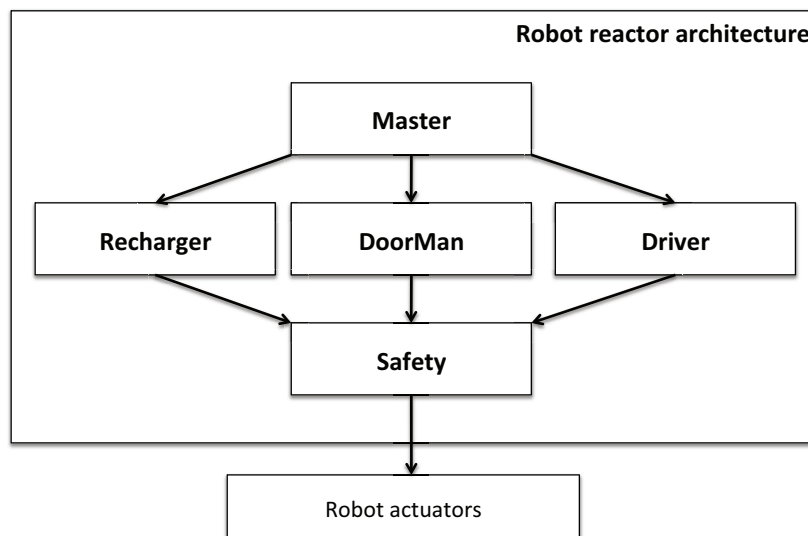 Robot reactor architecture
Master
Recharger
DoorMan
Driver
Safety
Robot actuators